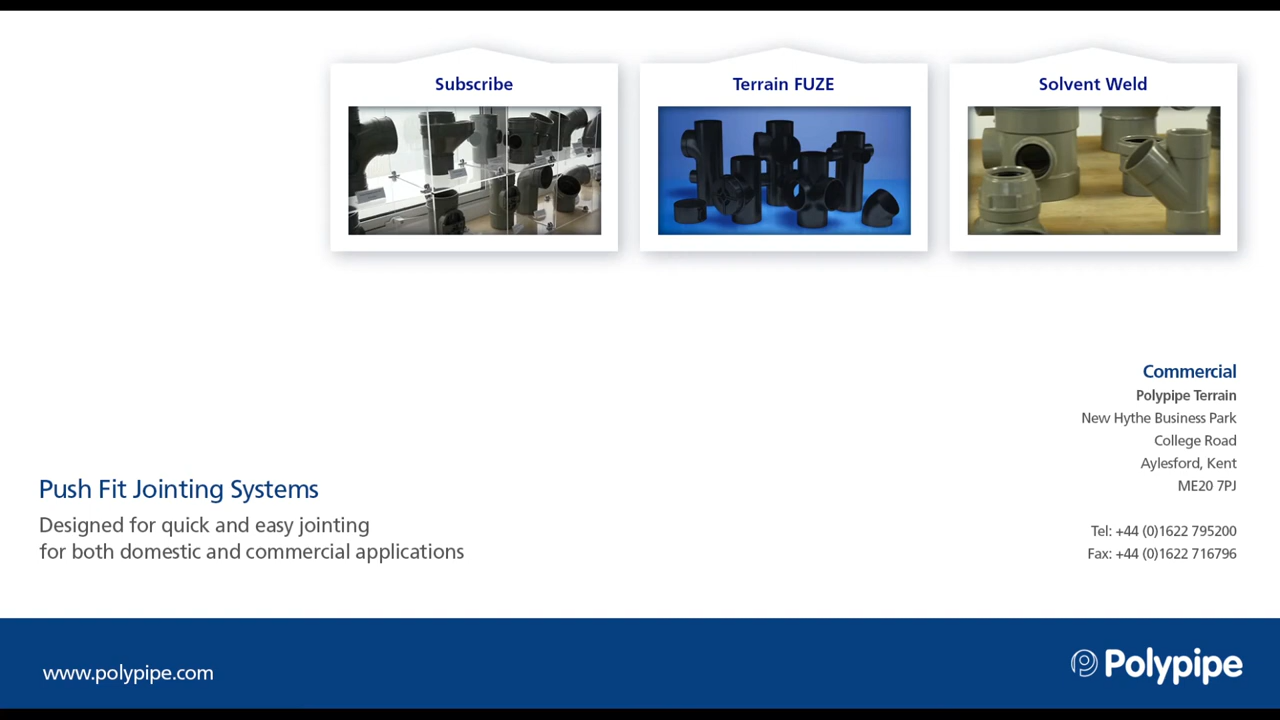 Subscribe
Terrain FUZE
Solvent Weld
Commercial
Polypipe Terrain
New Hythe Business Park
College Road
Aylesford, Kent
ME20 7PJ
Tel: +44 (0)1622 795200
Fax: +44 (0)1622 716796
Push Fit Jointing Systems
Designed for quick and easy jointing
for both domestic and commercial applications
www.polypipe.com
Polypipe